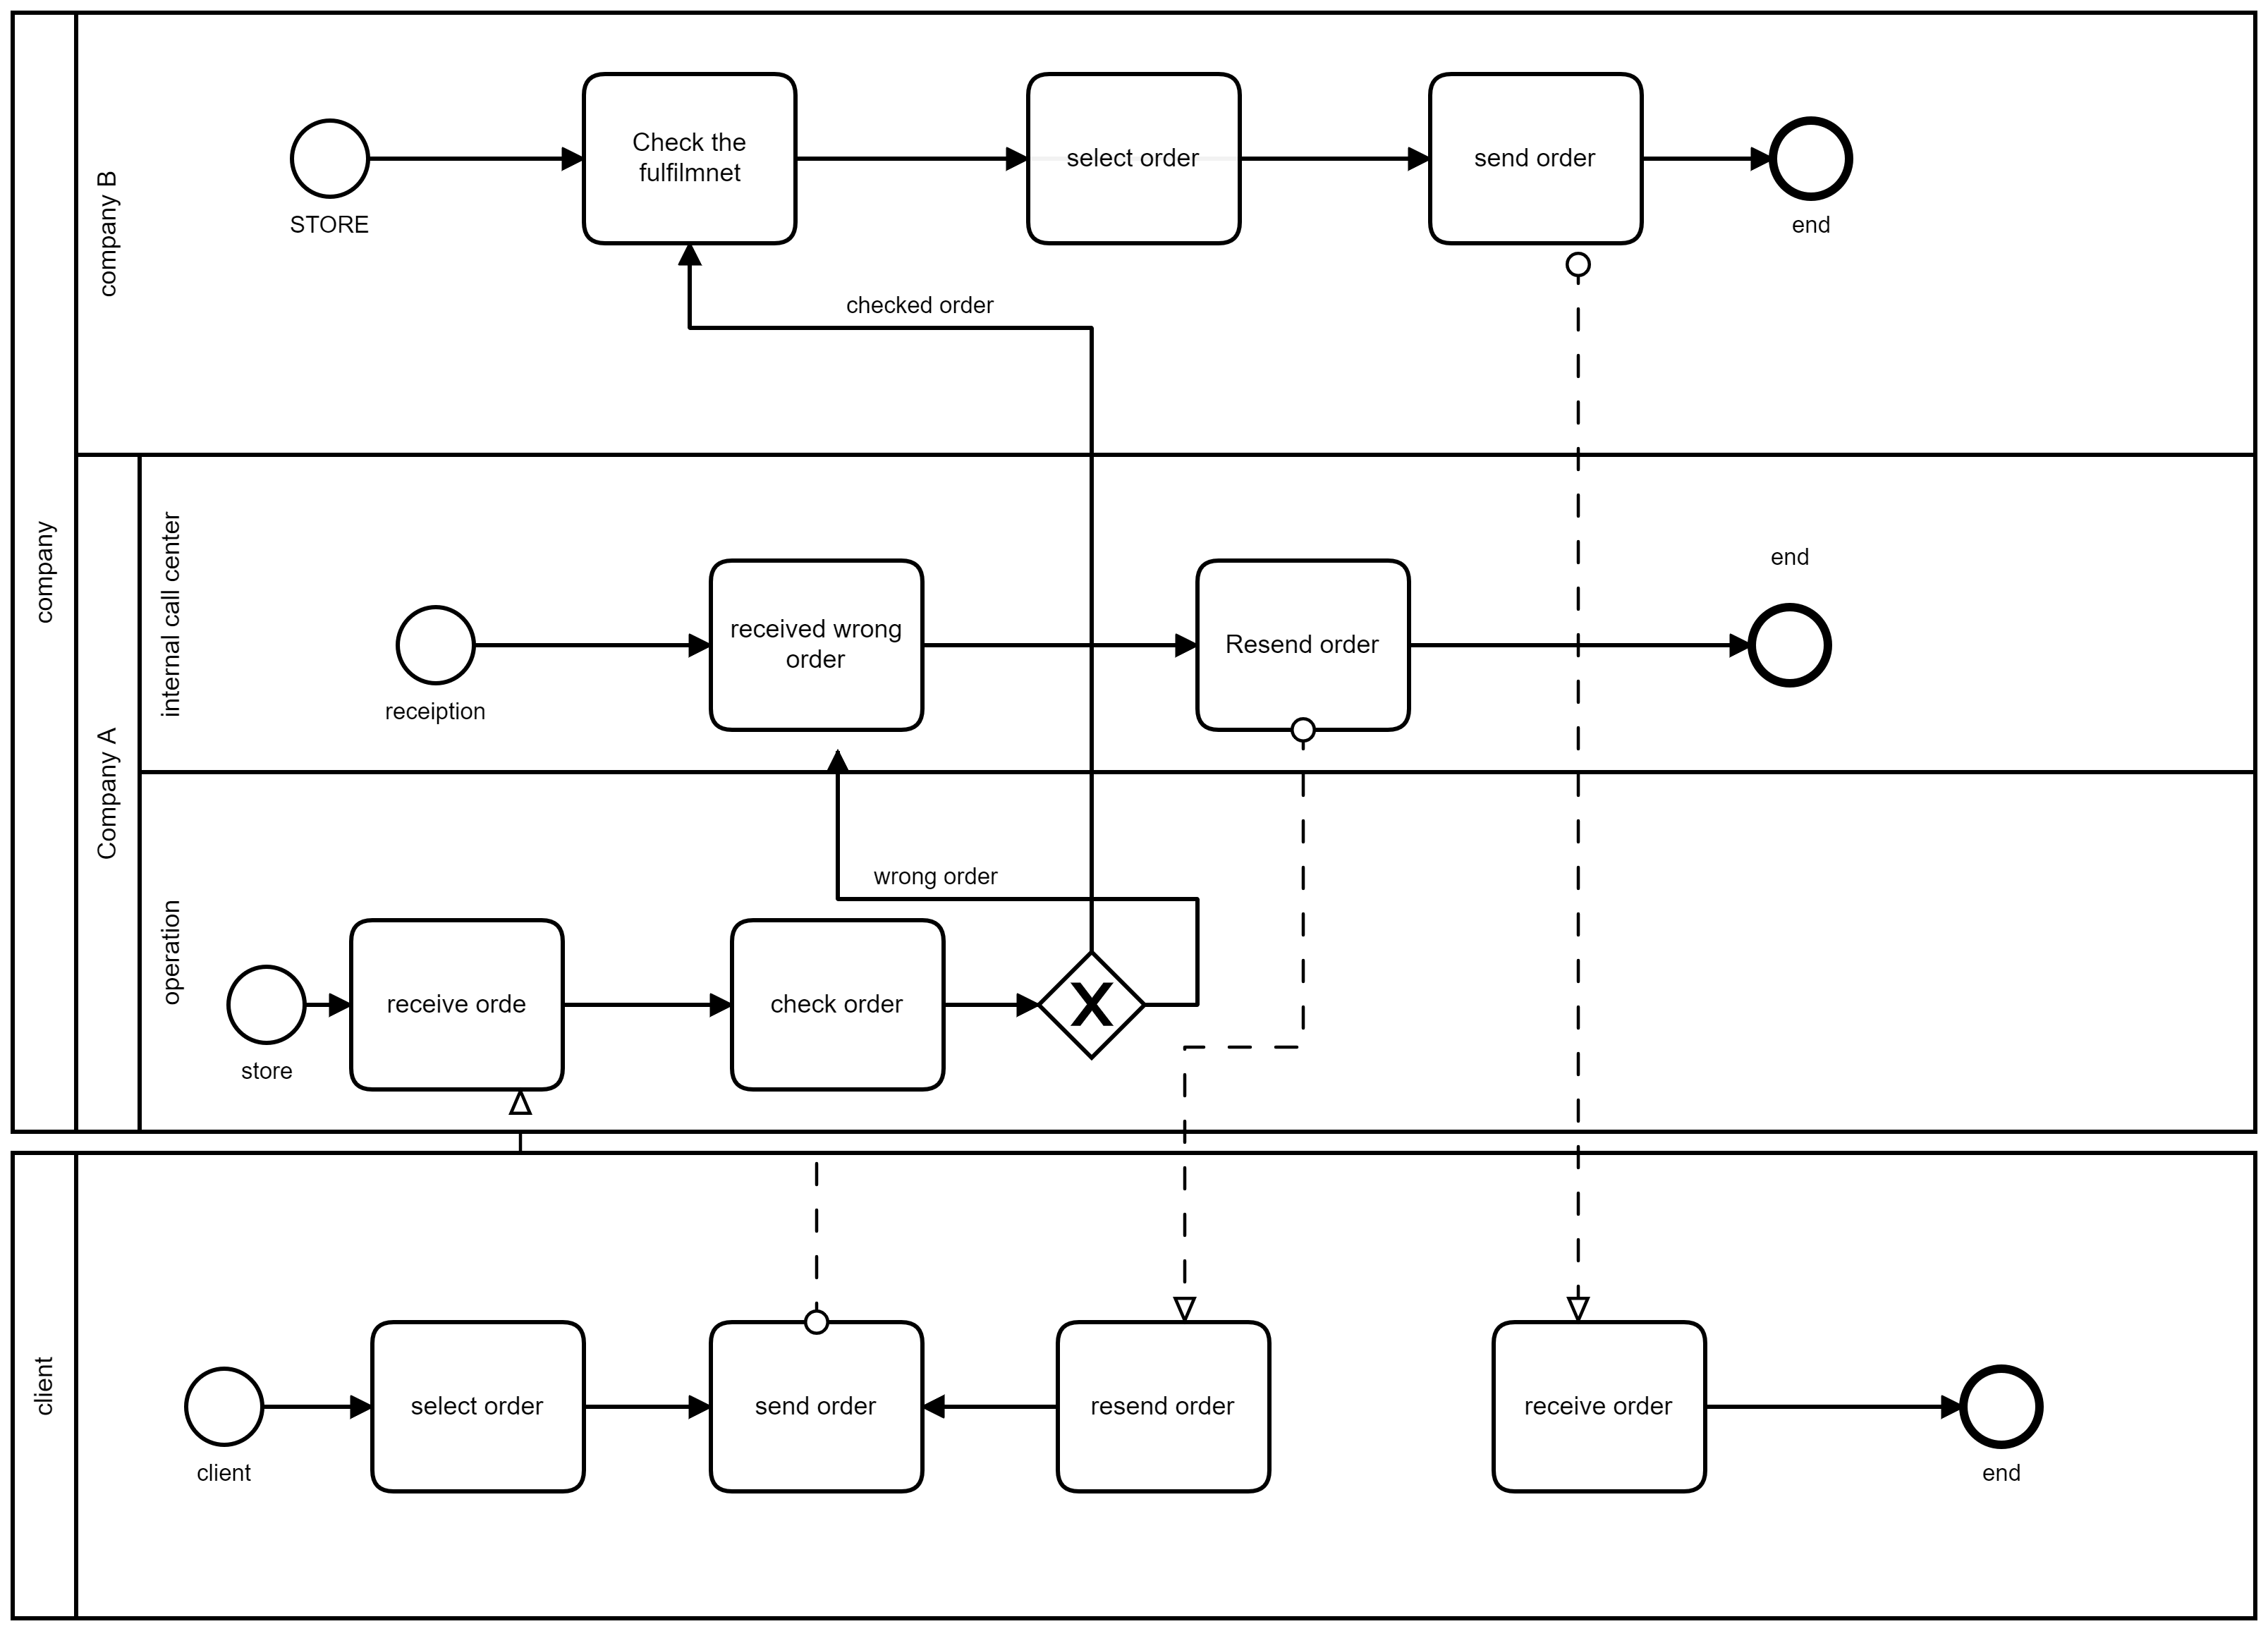 company
company B
STORE
Check the
fulfilmnet
select order
send order
end
checked order
Company A
internal call center
receiption
received wrong
order
Resend order
end
operation
store
receive orde
check order
X
wrong order
client
client
select order
send order
resend order
receive order
end